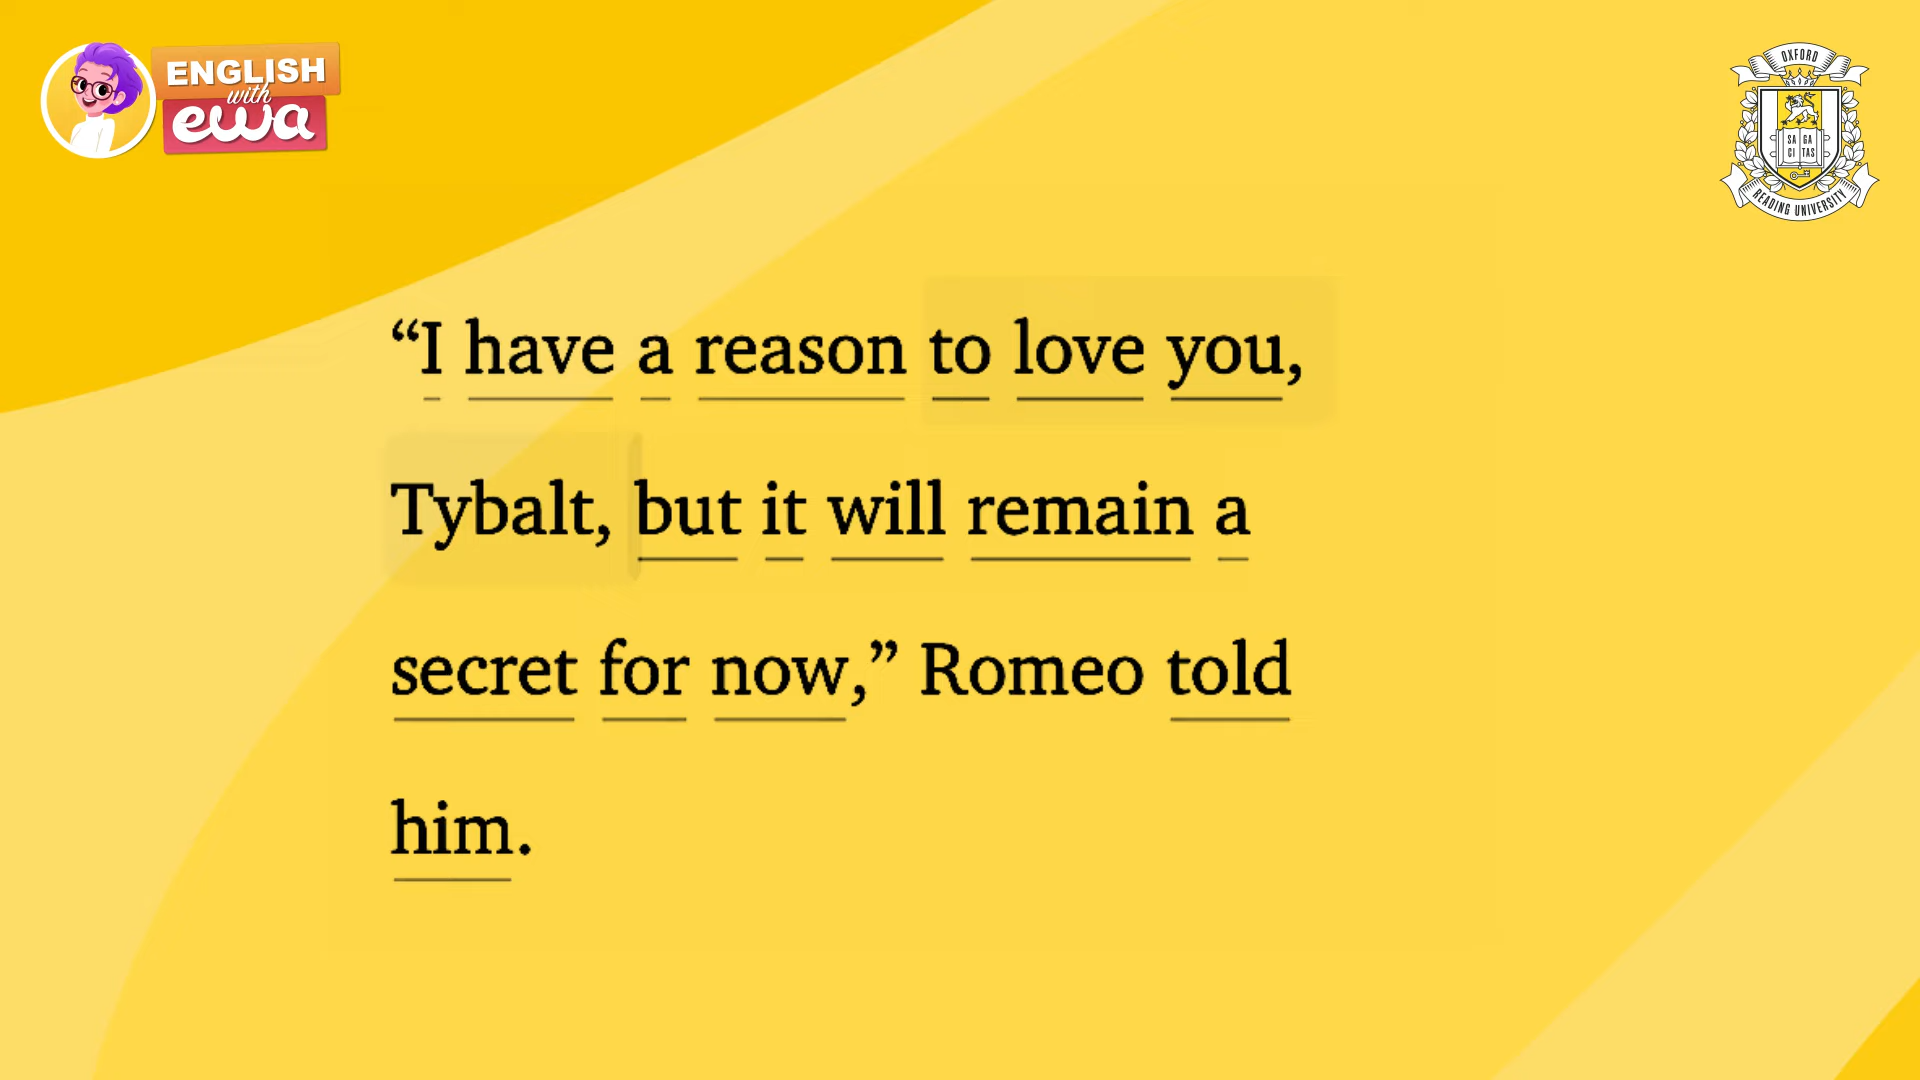 ENGLISH
with
ewa
OXFORD
SA GA
CI TAS
READING UNIVERSITY
“I have a reason to love you,
Tybalt, but it will remain a
secret for now,” Romeo told
him.